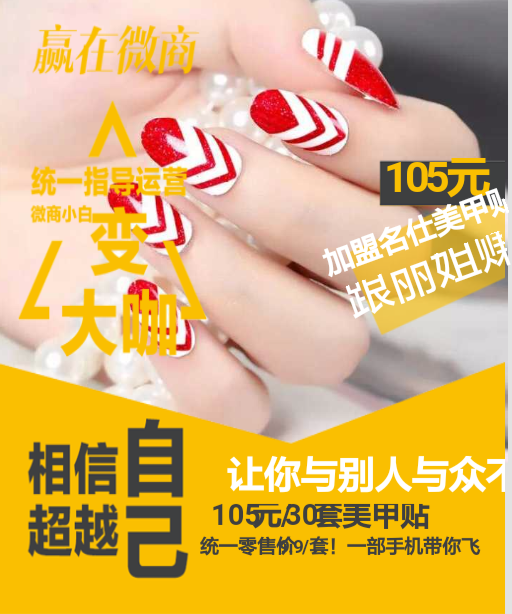 赢在微商
统一指导运营
微商小白
变
大咖
105元
加盟名仕美甲贴
跟丽姐赚
相信自己
超越
让你与别人与众不
105元/30套美甲贴
统一零售价9.9/套！一部手机带你飞